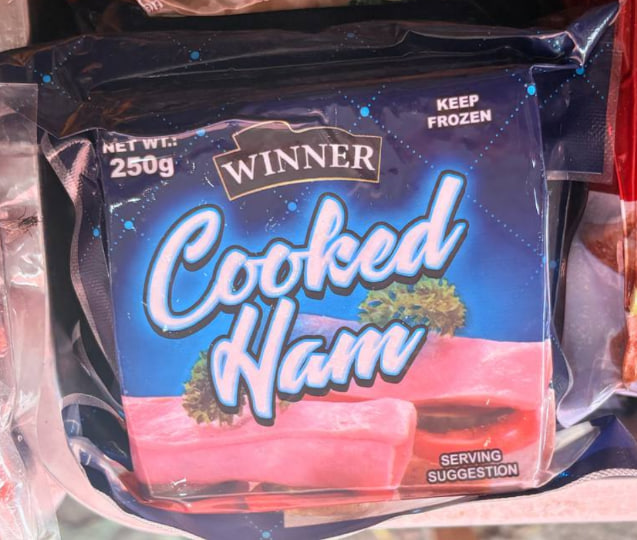 KEEP
FROZEN
NET WT.:
250g
WINNER
Cooked
Ham
SERVING
SUGGESTION